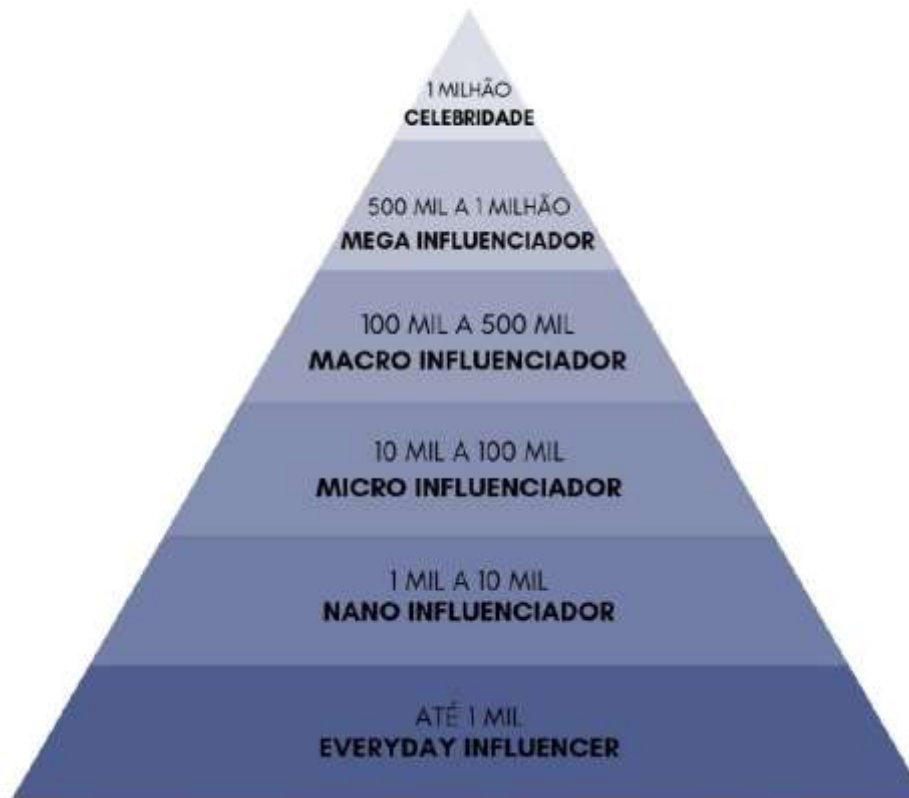 1 MILHÃO
CELEBRIDADE
500 MIL A 1 MILHÃO
MEGA INFLUENCIADOR
100 MIL A 500 MIL
MACRO INFLUENCIADOR
10 MIL A 100 MIL
MICRO INFLUENCIADOR
1 MIL A 10 MIL
NANO INFLUENCIADOR
ATÉ 1 MIL
EVERYDAY INFLUENCER